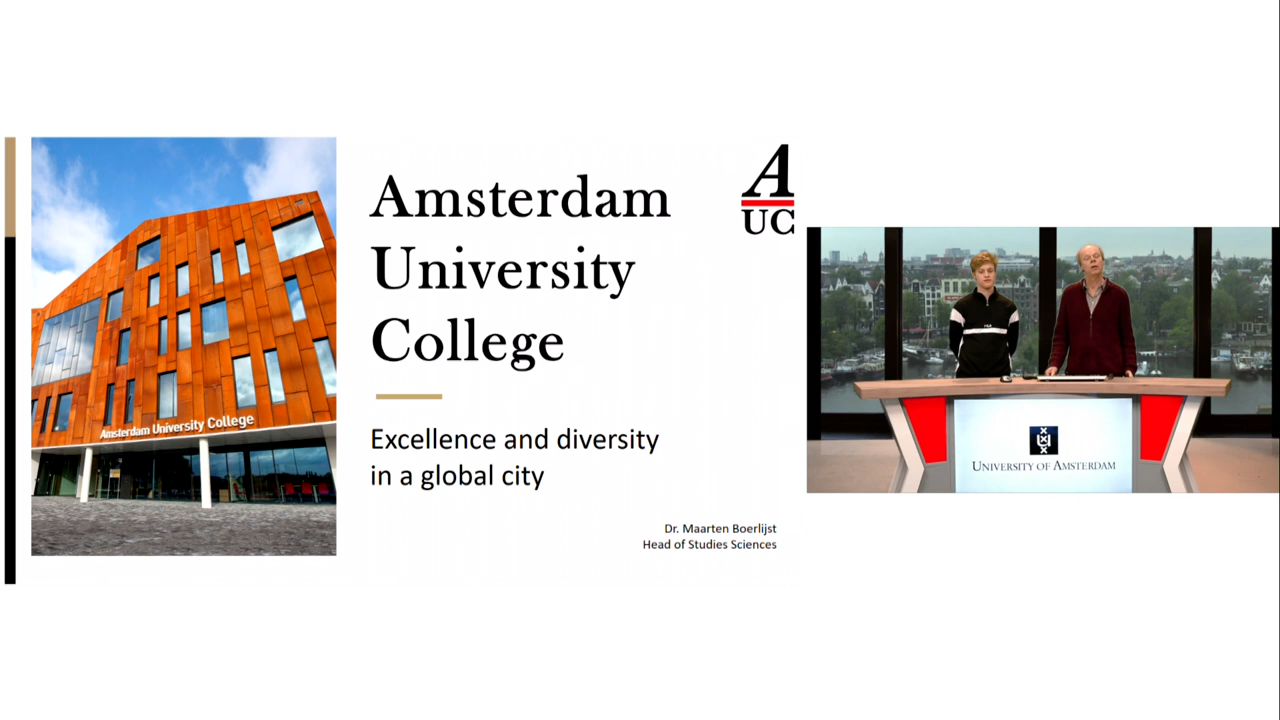 Amsterdam University College
Amsterdam
University
College
Excellence and diversity
in a global city
Dr. Maarten Boerlijst
Head of Studies Sciences
A
UC
FILA
UNIVERSITY OF AMSTERDAM